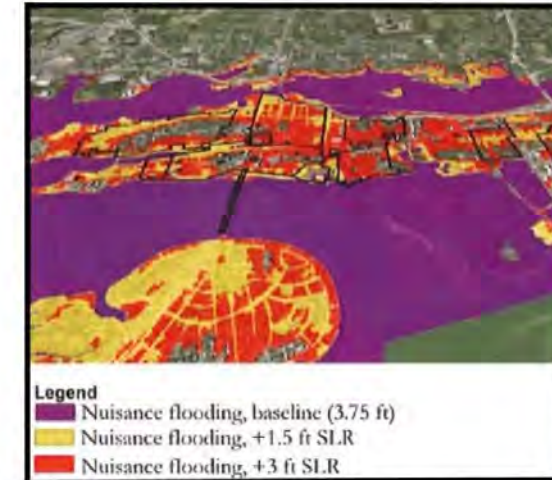 Legend
Nuisance flooding, baseline (3.75 ft)
Nuisance flooding, +1.5 ft SLR
Nuisance flooding, +3 ft SLR